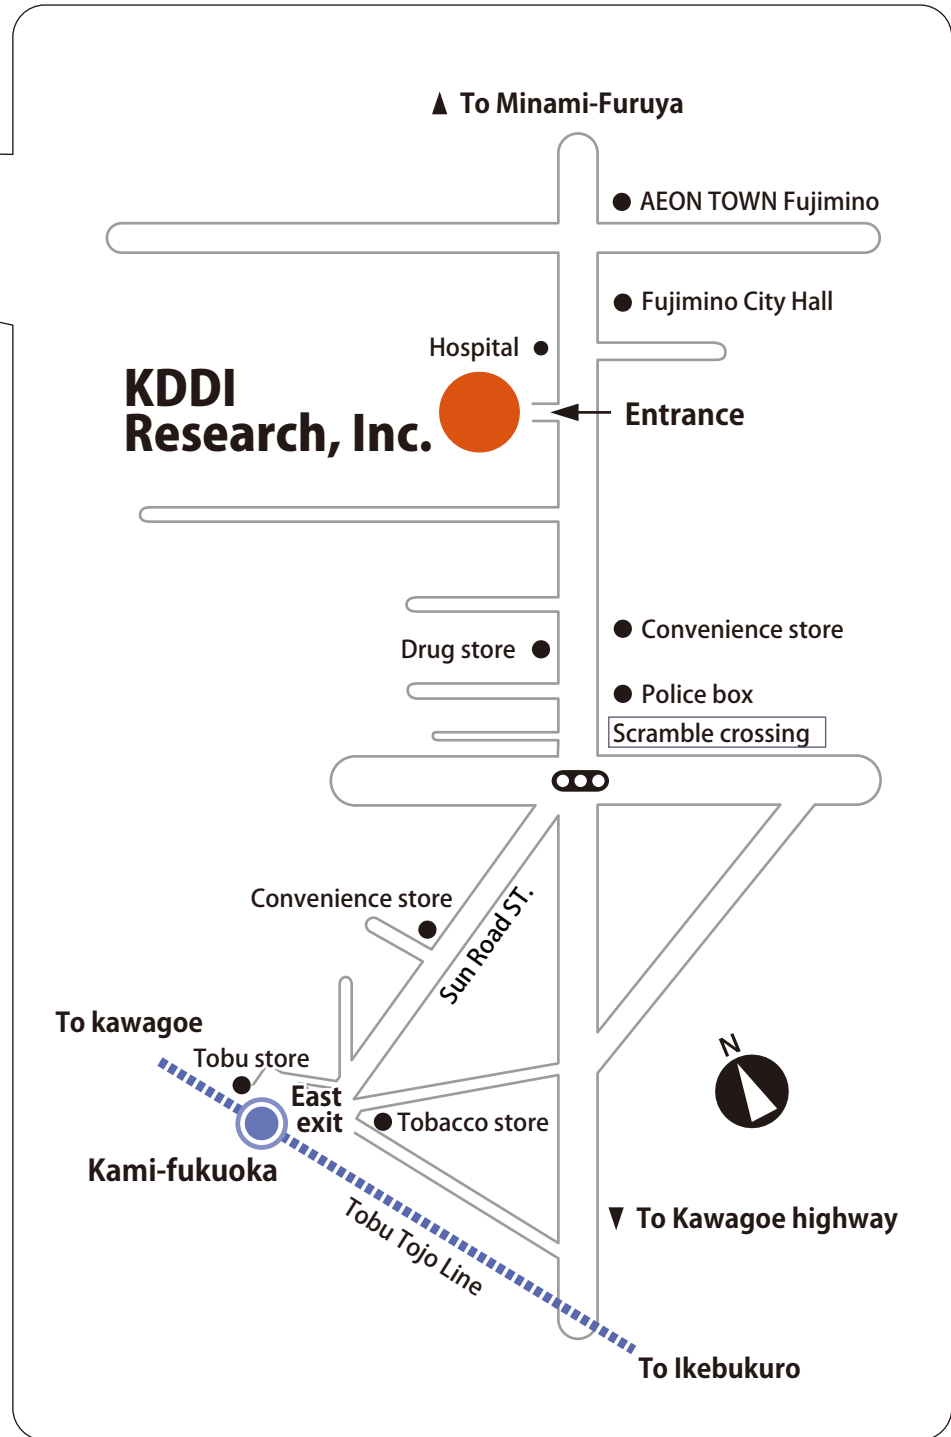 To Minami-Furuya
AEON TOWN Fujimino
Fujimino City Hall
Hospital
KDDI
Research, Inc.
Entrance
Convenience store
Drug store
Police box
Scramble crossing
Convenience store
Sun Road ST.
To kawagoe
N
Tobu store
East
exit
Tobacco store
Kami-fukuoka
Tobu Tojo Line
To Kawagoe highway
To Ikebukuro